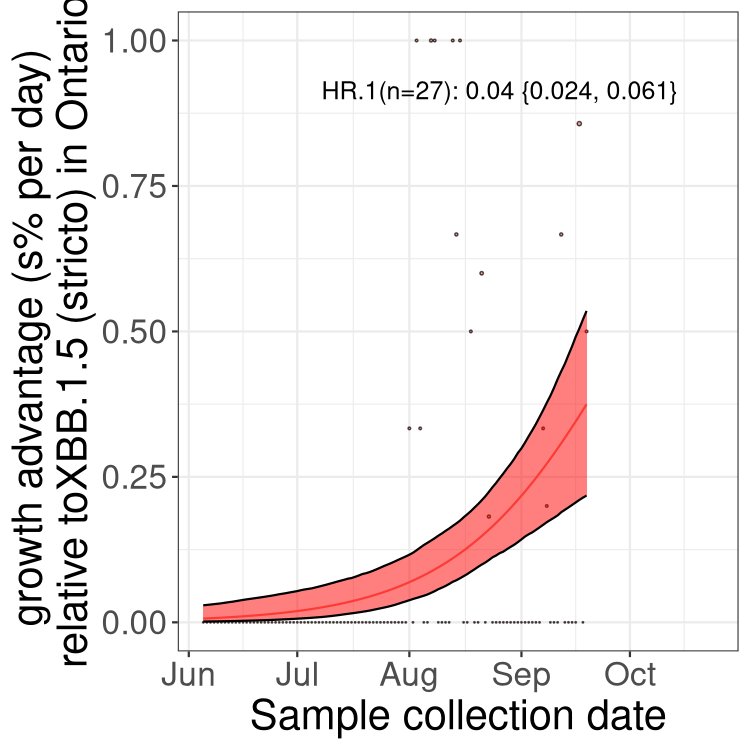 growth advantage (s% per day)
relative toXBB.1.5 (stricto) in Ontario
1.00
0.75
0.50
0.25
0.00
HR.1(n=27): 0.04 {0.024, 0.061}
Jun Jul Aug Sep Oct
Sample collection date